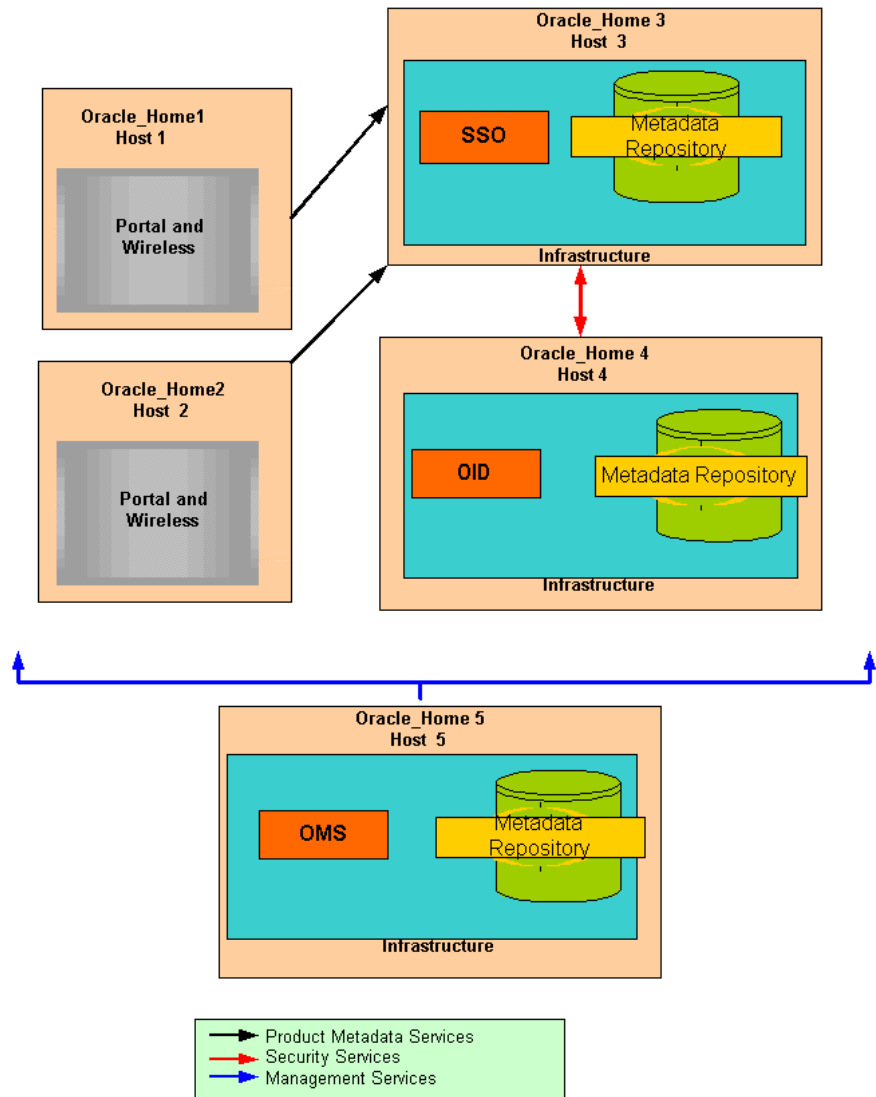 Oracle_Home 3
Host 3
SSO
Metadada
Repository
Infrastructure
Oracle_Home1
Host 1
Portal and
Wireless
Oracle_Home2
Host 2
Portal and
Wireless
Oracle_Home 4
Host 4
OID
Metadata Repository
Infrastructure
Oracle_Home 5
Host 5
OMS
Metadata
Repository
Infrastructure
Product Metadata Services
Security Services
Management Services